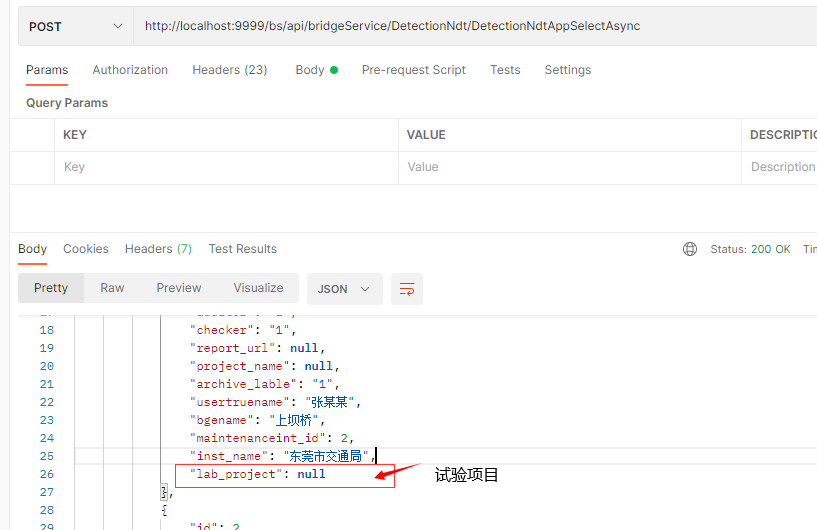 POST
http://localhost:9999/bs/api/bridgeService/DetectionNdt/DetectionNdtAppSelectAsync
Params Authorization Headers (23) Body Pre-request Script Tests Settings
Query Params
KEY VALUE DESCRIPTIO
Key Value Description
Body Cookies Headers (7) Test Results Status: 200 OK Tin
Pretty Raw Preview Visualize JSON
18 "checker": "1",
19 "report_url": null,
20 "project_name": null,
21 "archive_lable": "1",
22 "usertruename": "张某某",
23 "bgename": "上坝桥",
24 "maintenanceint_id": 2,
25 "inst_name": "东莞市交通局",
26 "lab_project": null 试验项目
27 },
28 {
29 "id": 2